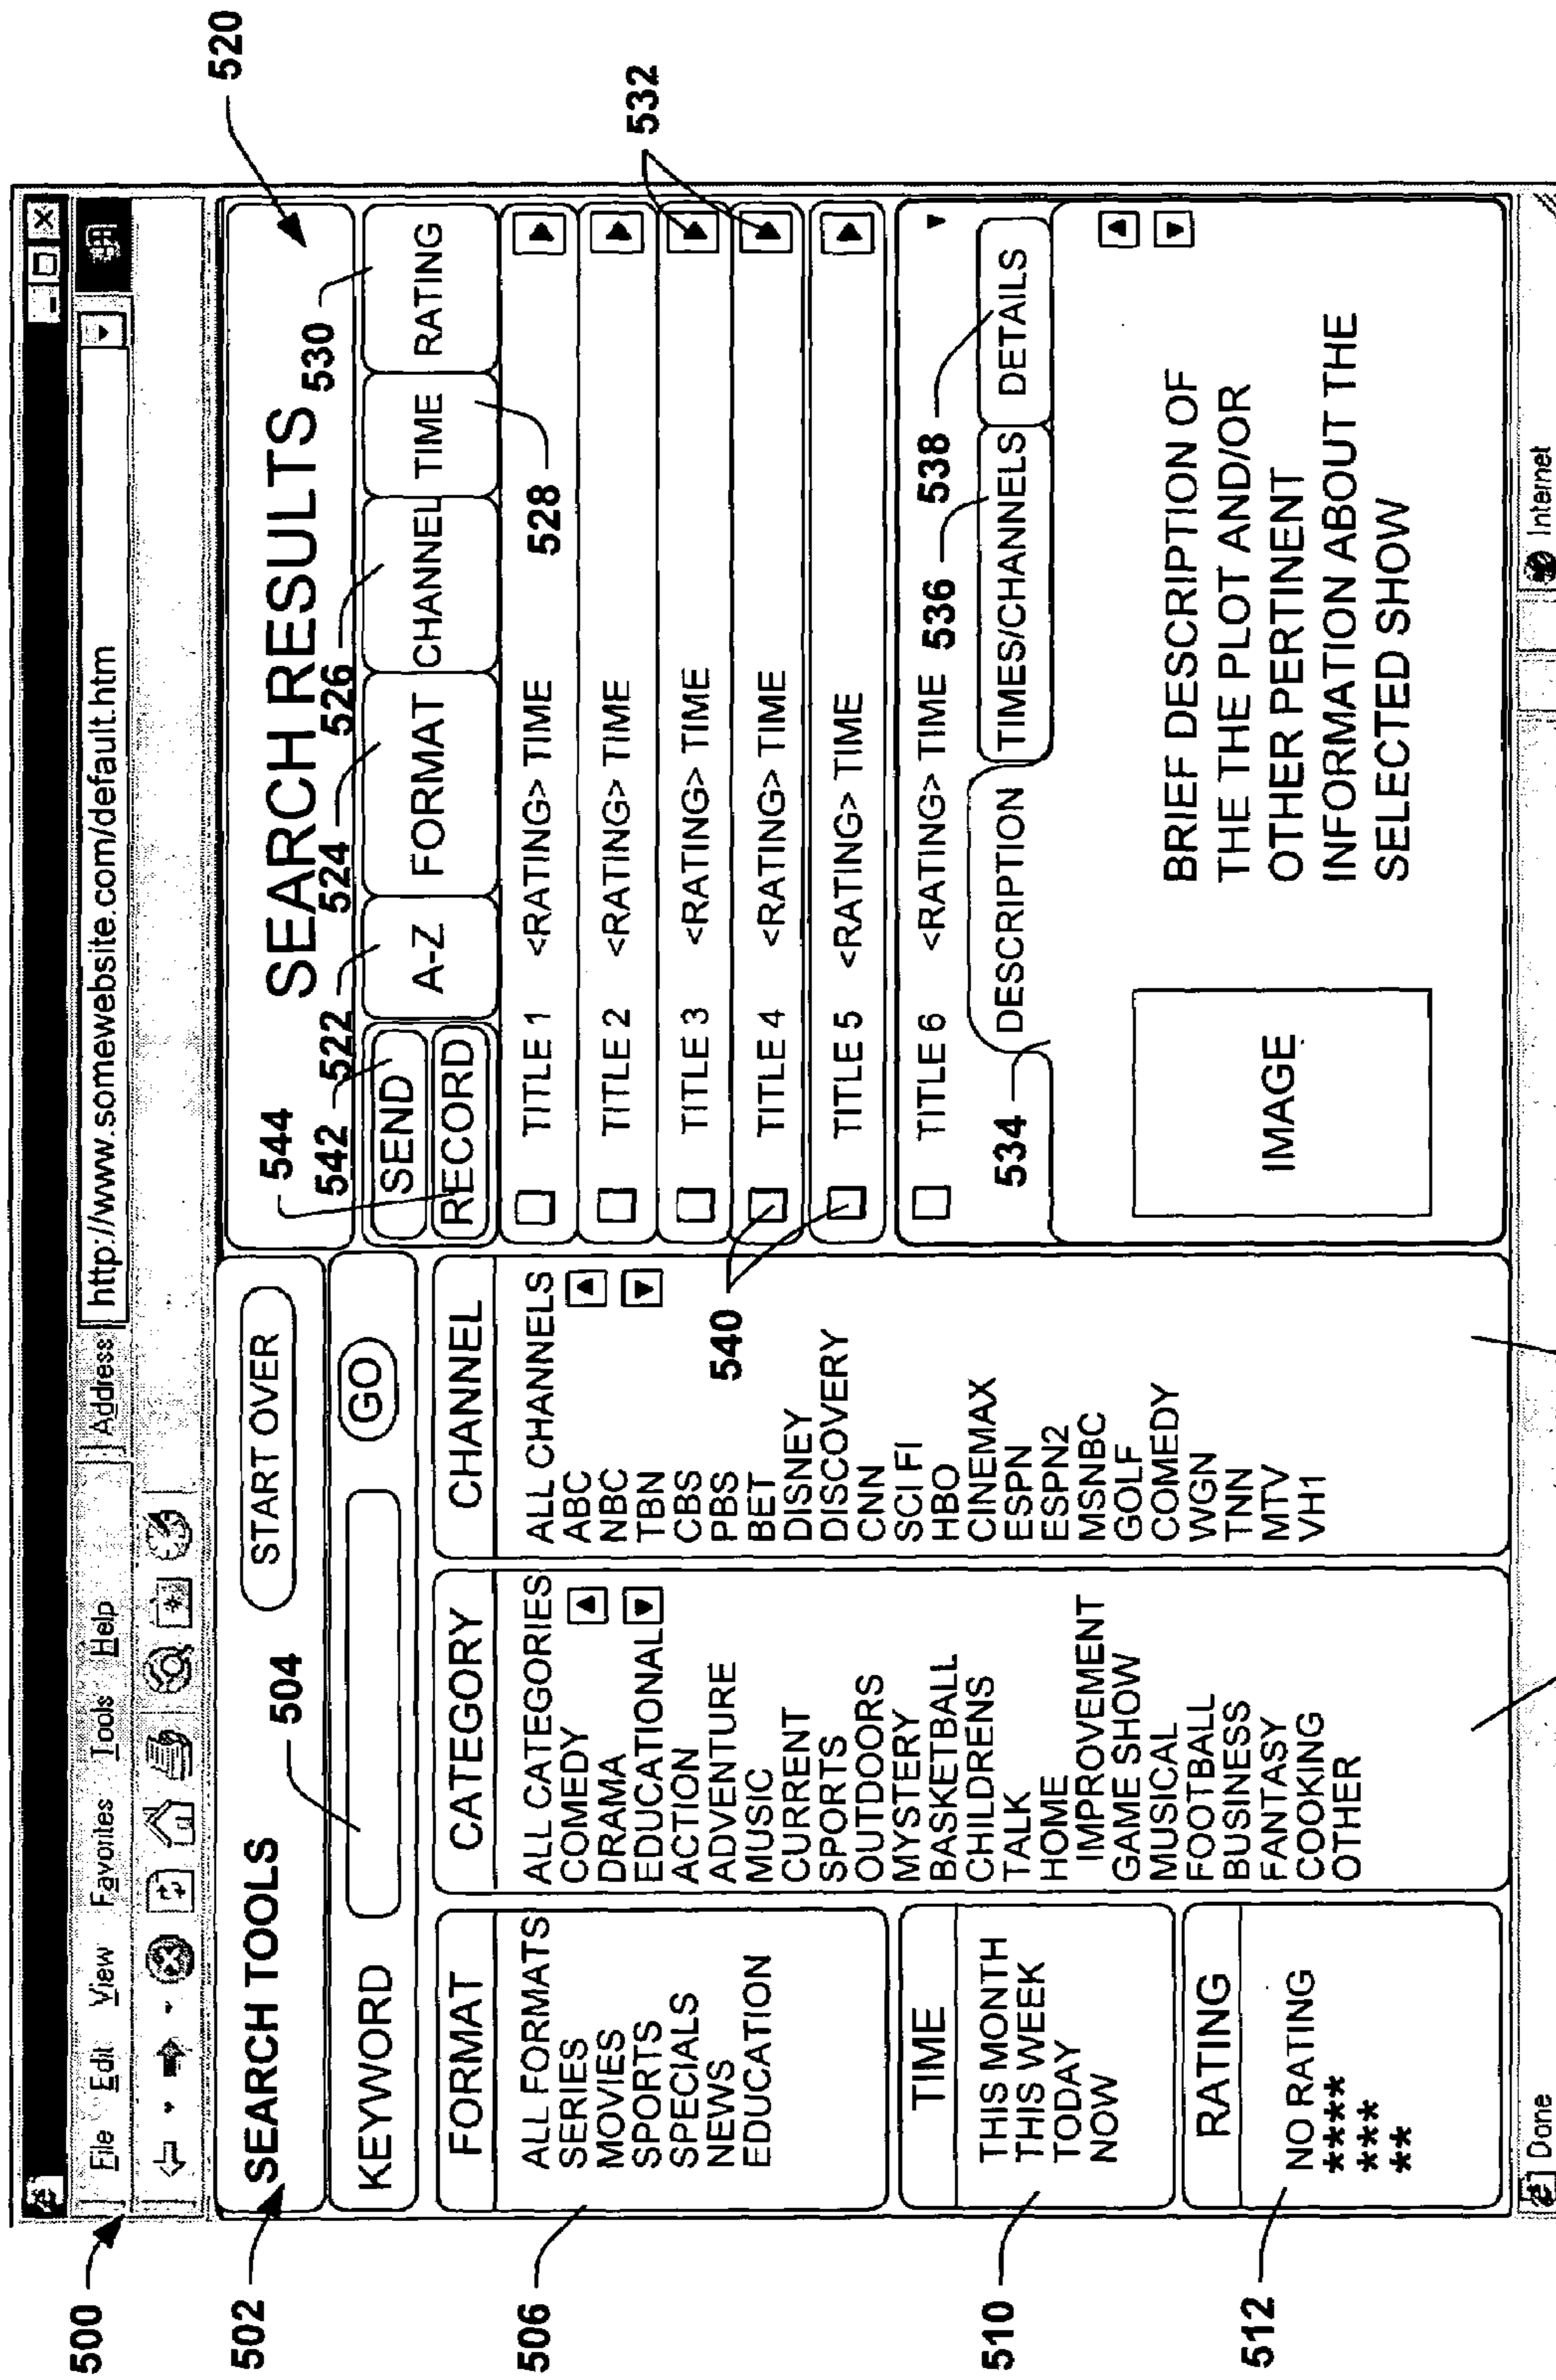 500
File Edit View Favorites Tools Help
Address http://www.somewebsite.com/default.htm
502
SEARCH TOOLS
START OVER
504
KEYWORD
GO
506
FORMAT
ALL FORMATS
SERIES
MOVIES
SPORTS
SPECIALS
NEWS
EDUCATION
510
TIME
THIS MONTH
THIS WEEK
TODAY
NOW
512
RATING
NO RATING
*****
***
**
CATEGORY
ALL CATEGORIES
COMEDY
DRAMA
EDUCATIONAL
ACTION
ADVENTURE
MUSIC
CURRENT
SPORTS
OUTDOORS
MYSTERY
BASKETBALL
CHILDRENS
TALK
HOME
IMPROVEMENT
GAME SHOW
MUSICAL
FOOTBALL
BUSINESS
FANTASY
COOKING
OTHER
CHANNEL
ALL CHANNELS
ABC
NBC
TBN
CBS
PBS
BET
DISNEY
DISCOVERY
CNN
SCI FI
HBO
CINEMAX
ESPN
ESPN2
MSNBC
GOLF
COMEDY
WGN
TNN
MTV
VH1
520
544
SEARCH RESULTS
542 522 524 526 530
SEND
RECORD
A-Z FORMAT CHANNEL TIME RATING
TITLE 1 <RATING> TIME
528
TITLE 2 <RATING> TIME
532
TITLE 3 <RATING> TIME
540
TITLE 4 <RATING> TIME
TITLE 5 <RATING> TIME
TITLE 6 <RATING> TIME
536 538
534
DESCRIPTION TIMES/CHANNELS DETAILS
IMAGE
BRIEF DESCRIPTION OF
THE THE PLOT AND/OR
OTHER PERTINENT
INFORMATION ABOUT THE
SELECTED SHOW
Done
Internet